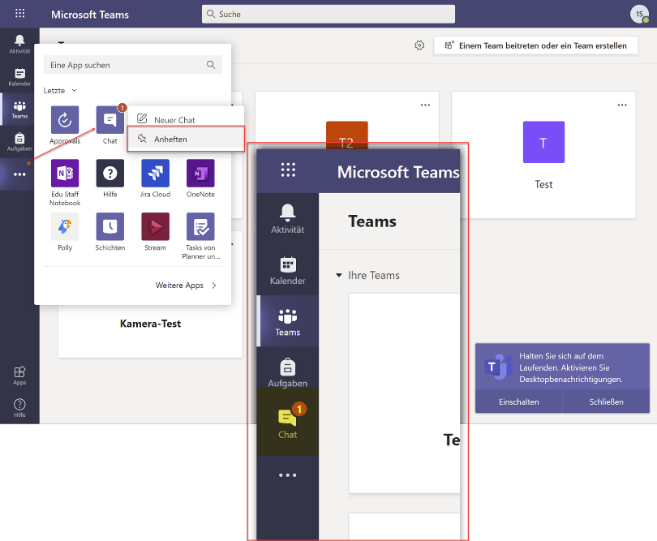 Microsoft Teams
Suche
1S
Aktivität
Kalender
Teams
Aufgaben
Apps
Hilfe
Einem Team beitreten oder ein Team erstellen
Eine App suchen
Letzte
Approvals
1
Chat
Neuer Chat
Anheften
Edu Staff
Notebook
Hilfe
Jira Cloud
OneNote
Polly
Schichten
Stream
Tasks von
Planner un...
Weitere Apps
Kamera-Test
T2
T
Test
Microsoft Teams
Aktivität
Kalender
Teams
Aufgaben
1
Chat
Teams
Ihre Teams
Te
Halten Sie sich auf dem
Laufenden. Aktivieren Sie
Desktopbenachrichtigungen.
Einschalten
Schließen